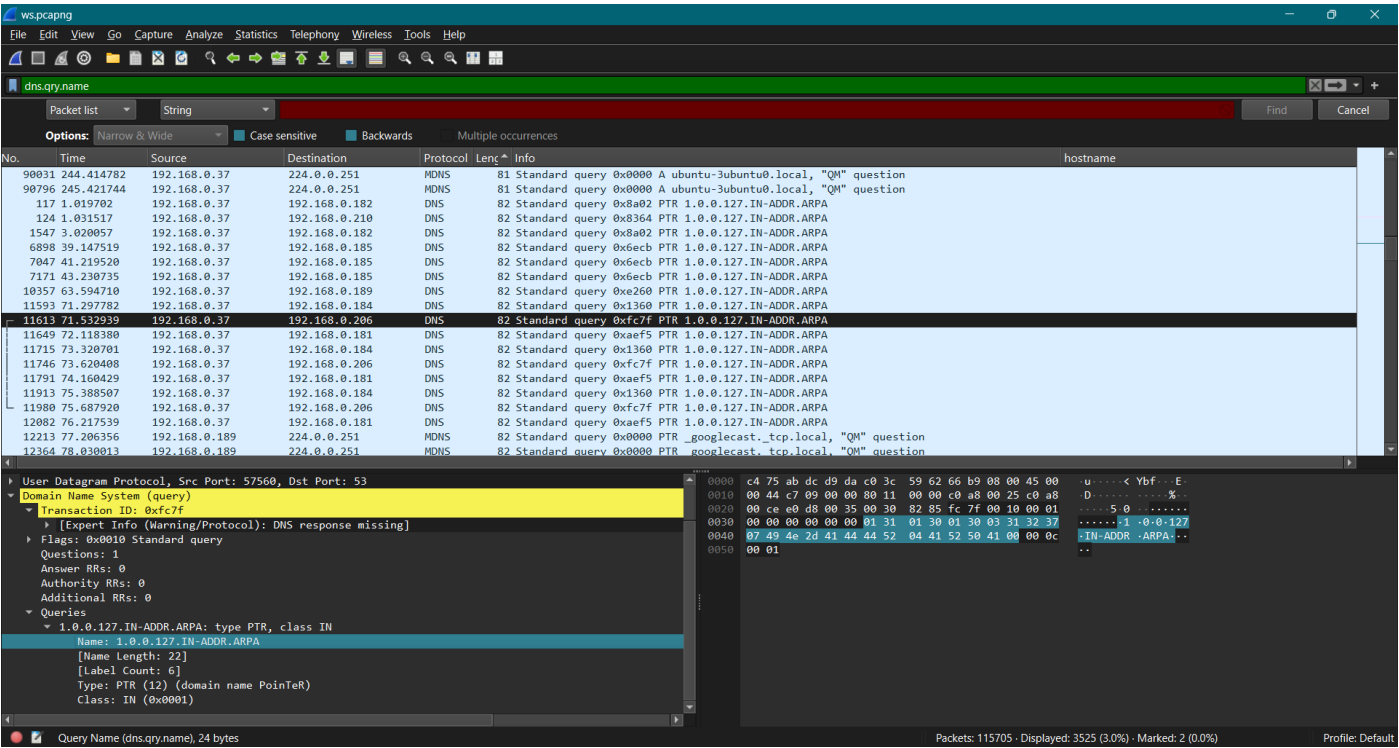 ws.pcapng
File Edit View Go Capture Analyze Statistics Telephony Wireless Tools Help
dns.qry.name
Packet list String Find Cancel
Options: Narrow & Wide Case sensitive Backwards Multiple occurrences
No. Time Source Destination Protocol Leng Info hostname
90031 244.414782 192.168.0.37 224.0.0.251 MDNS 81 Standard query 0x0000 A ubuntu-3ubuntu0.local, "QM" question
90796 245.421744 192.168.0.37 224.0.0.251 MDNS 81 Standard query 0x0000 A ubuntu-3ubuntu0.local, "QM" question
117 1.019702 192.168.0.37 192.168.0.182 DNS 82 Standard query 0x8a02 PTR 1.0.0.127.IN-ADDR.ARPA
124 1.031517 192.168.0.37 192.168.0.210 DNS 82 Standard query 0x8364 PTR 1.0.0.127.IN-ADDR.ARPA
1547 3.020057 192.168.0.37 192.168.0.182 DNS 82 Standard query 0x8a02 PTR 1.0.0.127.IN-ADDR.ARPA
6898 39.147519 192.168.0.37 192.168.0.185 DNS 82 Standard query 0x6ecb PTR 1.0.0.127.IN-ADDR.ARPA
7047 41.219520 192.168.0.37 192.168.0.185 DNS 82 Standard query 0x6ecb PTR 1.0.0.127.IN-ADDR.ARPA
7171 43.230735 192.168.0.37 192.168.0.185 DNS 82 Standard query 0x6ecb PTR 1.0.0.127.IN-ADDR.ARPA
10357 63.594710 192.168.0.37 192.168.0.189 DNS 82 Standard query 0xe260 PTR 1.0.0.127.IN-ADDR.ARPA
11593 71.297782 192.168.0.37 192.168.0.184 DNS 82 Standard query 0x1360 PTR 1.0.0.127.IN-ADDR.ARPA
11613 71.532939 192.168.0.37 192.168.0.206 DNS 82 Standard query 0xfc7f PTR 1.0.0.127.IN-ADDR.ARPA
11649 72.118380 192.168.0.37 192.168.0.181 DNS 82 Standard query 0xaef5 PTR 1.0.0.127.IN-ADDR.ARPA
11715 73.320701 192.168.0.37 192.168.0.184 DNS 82 Standard query 0x1360 PTR 1.0.0.127.IN-ADDR.ARPA
11746 73.620408 192.168.0.37 192.168.0.206 DNS 82 Standard query 0xfc7f PTR 1.0.0.127.IN-ADDR.ARPA
11791 74.160429 192.168.0.37 192.168.0.181 DNS 82 Standard query 0xaef5 PTR 1.0.0.127.IN-ADDR.ARPA
11913 75.388507 192.168.0.37 192.168.0.184 DNS 82 Standard query 0x1360 PTR 1.0.0.127.IN-ADDR.ARPA
11980 75.687920 192.168.0.37 192.168.0.206 DNS 82 Standard query 0xfc7f PTR 1.0.0.127.IN-ADDR.ARPA
12082 76.217539 192.168.0.37 192.168.0.181 DNS 82 Standard query 0xaef5 PTR 1.0.0.127.IN-ADDR.ARPA
12213 77.206356 192.168.0.189 224.0.0.251 MDNS 82 Standard query 0x0000 PTR _googlecast._tcp.local, "QM" question
12364 78.030013 192.168.0.189 224.0.0.251 MDNS 82 Standard query 0x0000 PTR _googlecast._tcp.local, "QM" question
User Datagram Protocol, Src Port: 57560, Dst Port: 53
Domain Name System (query)
Transaction ID: 0xfc7f
[Expert Info (Warning/Protocol): DNS response missing]
Flags: 0x0010 Standard query
Questions: 1
Answer RRs: 0
Authority RRs: 0
Additional RRs: 0
Queries
1.0.0.127.IN-ADDR.ARPA: type PTR, class IN
Name: 1.0.0.127.IN-ADDR.ARPA
[Name Length: 22]
[Label Count: 6]
Type: PTR (12) (domain name PoinTeR)
Class: IN (0x0001)
0000 c4 75 ab dc d9 da c0 3c 59 62 66 b9 08 00 45 00 ·u·····< Ybf···E·
0010 00 44 c7 09 00 00 80 11 00 00 c0 a8 00 25 c0 a8 ·D······ ·····%··
0020 00 ce e0 d8 00 35 00 30 82 85 fc 7f 00 10 00 01 ·····5·0 ········
0030 00 00 00 00 00 00 01 31 01 30 01 30 03 31 32 37 ·······1 ·0·0·127
0040 07 49 4e 2d 41 44 44 52 04 41 52 50 41 00 00 0c ·IN-ADDR ·ARPA···
0050 00 01 ··
Query Name (dns.qry.name), 24 bytes Packets: 115705 · Displayed: 3525 (3.0%) · Marked: 2 (0.0%) Profile: Default